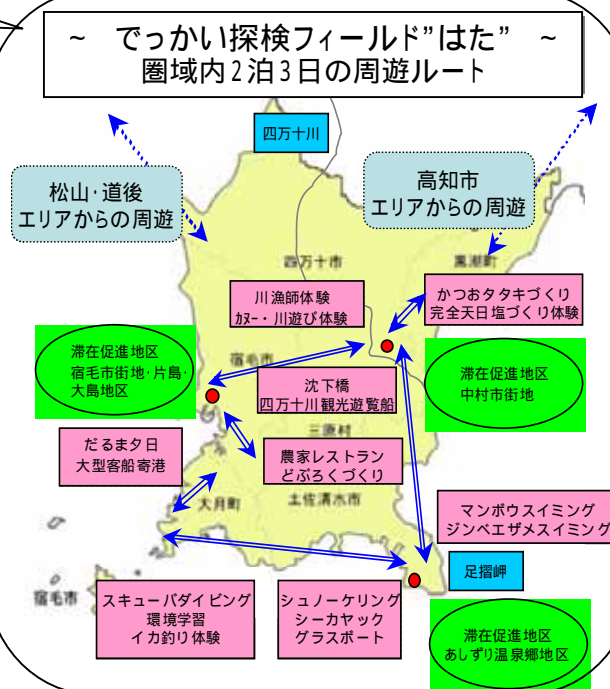 ~ でっかい探検フィールド”はた” ~
圏域内2泊3日の周遊ルート
四万十川
松山・道後
エリアからの周遊
高知市
エリアからの周遊
四万十市
黒潮町
川漁師体験
カヌー・川遊び体験
かつおタタキづくり
完全天日塩づくり体験
滞在促進地区
宿毛市街地・片島・
大島地区
宿毛市
沈下橋
四万十川観光遊覧船
滞在促進地区
中村市街地
三原村
だるま夕日
大型客船寄港
農家レストラン
どぶろくづくり
大月町
土佐清水市
マンボウスイミング
ジンベエザメスイミング
足摺岬
宿毛市
スキューバダイビング
環境学習
イカ釣り体験
シュノーケリング
シーカヤック
グラスボート
滞在促進地区
あしずり温泉郷地区